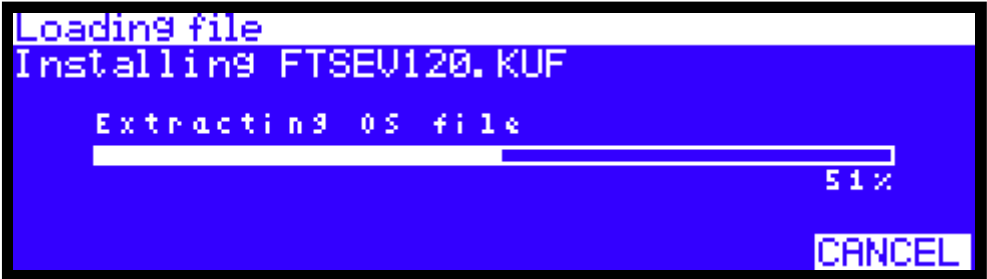 Loading file
Installing FTSEV120.KUF
Extracting OS file
51%
CANCEL